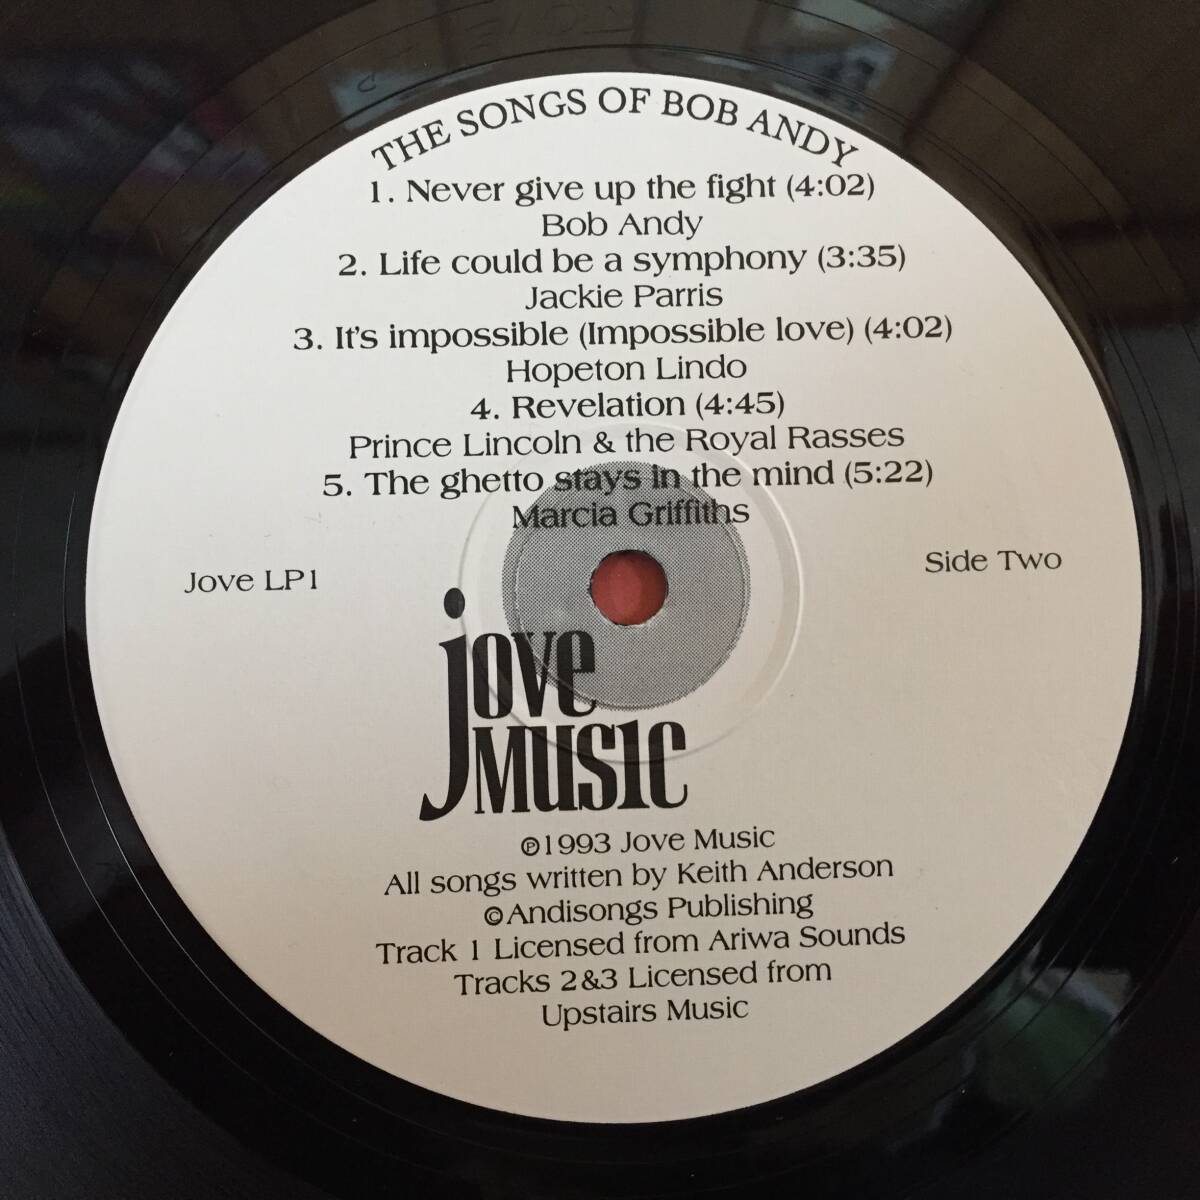 THE SONGS OF BOB ANDY
1. Never give up the fight (4:02)
Bob Andy
2. Life could be a symphony (3:35)
Jackie Parris
3. It's impossible (Impossible love) (4:02)
Hopeton Lindo
4. Revelation (4:45)
Prince Lincoln & the Royal Rasses
5. The ghetto stays in the mind (5:22)
Marcia Griffiths
Jove LP1
Side Two
jove
MUSIC
℗1993 Jove Music
All songs written by Keith Anderson
©Andisongs Publishing
Track 1 Licensed from Ariwa Sounds
Tracks 2&3 Licensed from
Upstairs Music